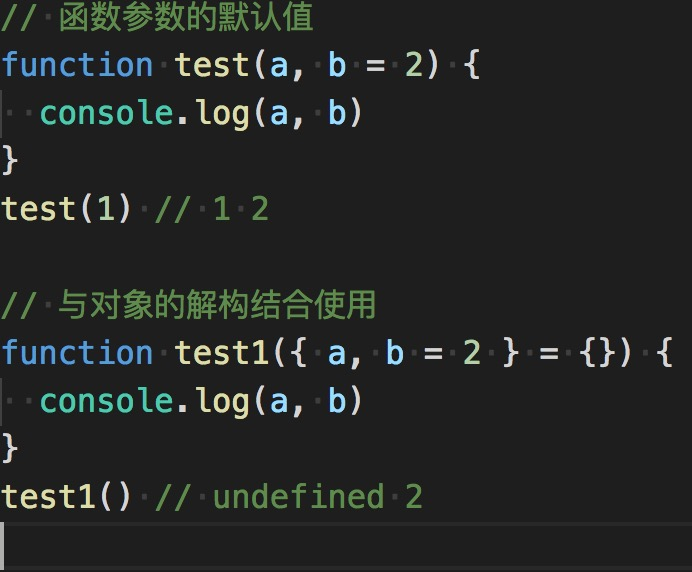 // 函数参数的默认值
function test(a, b = 2) {
  console.log(a, b)
}
test(1) // 1 2

// 与对象的解构结合使用
function test1({ a, b = 2 } = {}) {
  console.log(a, b)
}
test1() // undefined 2